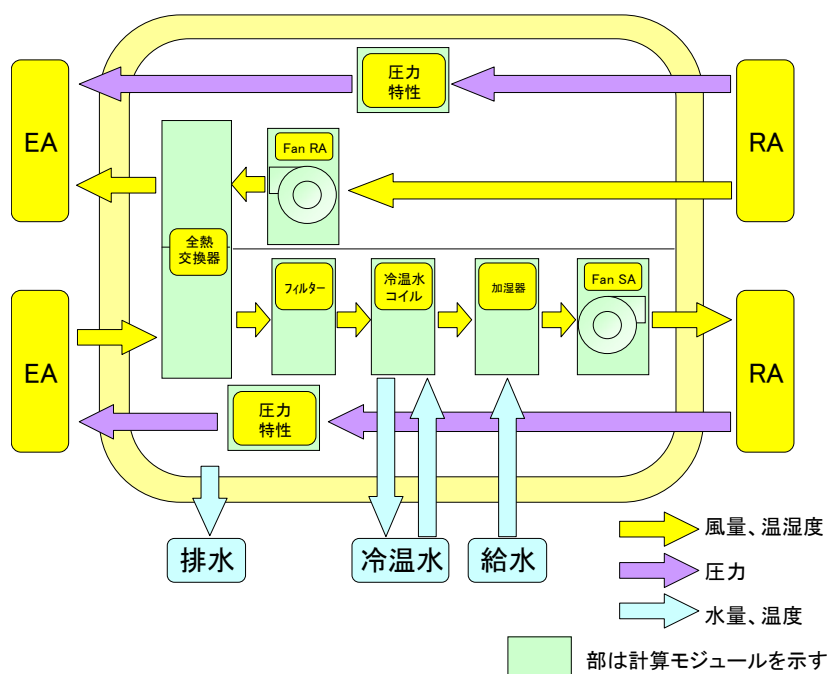 圧力
特性
EA
RA
Fan RA
全熱
交換器
フィルター
冷温水
コイル
加湿器
Fan SA
EA
RA
圧力
特性
排水
冷温水
給水
風量、温湿度
圧力
水量、温度
部は計算モジュールを示す